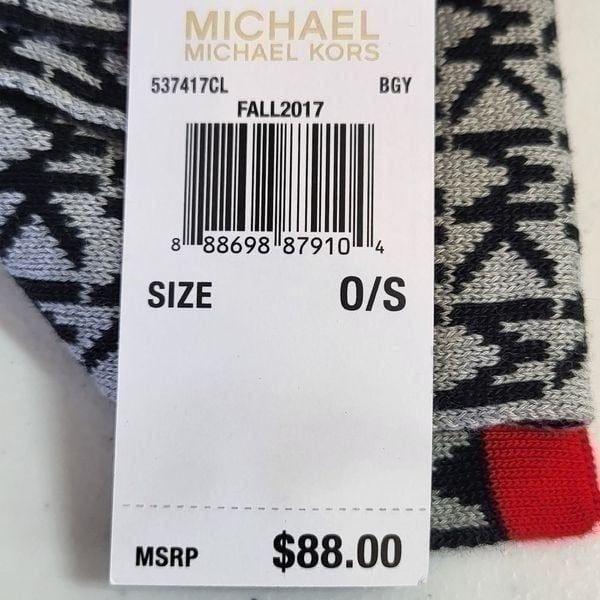 MICHAEL
MICHAEL KORS
537417CL BGY
FALL2017
8 88698 87910 4
SIZE O/S
MSRP $88.00